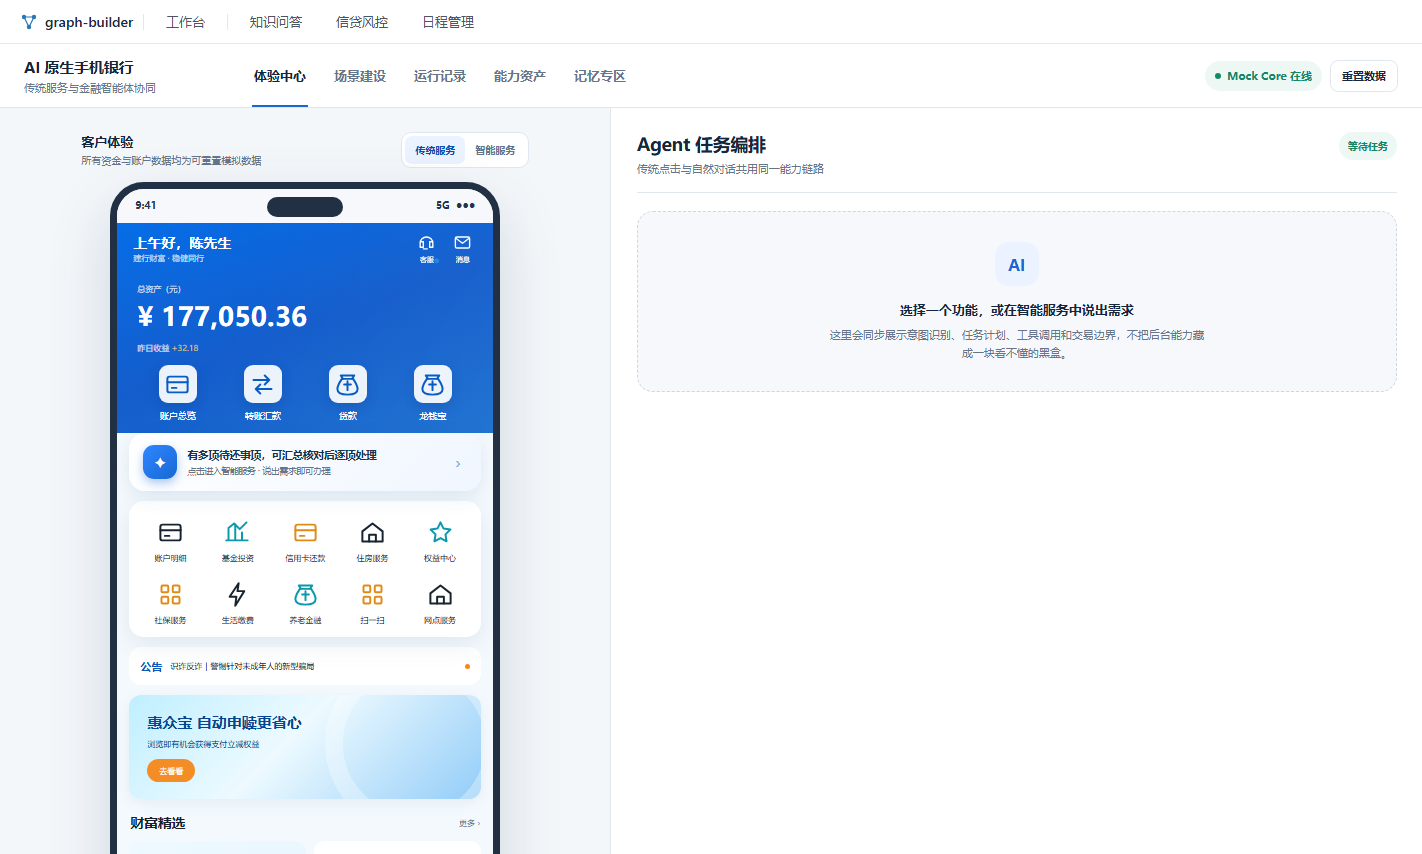 graph-builder
工作台
知识问答
信贷风控
日程管理
AI 原生手机银行
传统服务与金融智能体协同
体验中心
场景建设
运行记录
能力资产
记忆专区
Mock Core 在线
重置数据
客户体验
所有资金与账户数据均为可重置模拟数据
传统服务
智能服务
9:41
5G
上午好，陈先生
建行财富 · 稳健同行
客服
消息
总资产（元）
¥ 177,050.36
昨日收益 +32.18
账户总览
转账汇款
贷款
龙钱宝
有多项待还事项，可汇总核对后逐项处理
点击进入智能服务 · 说出需求即可办理
账户明细
基金投资
信用卡还款
住房服务
权益中心
社保服务
生活缴费
养老金融
扫一扫
网点服务
公告
识诈反诈 | 警惕针对未成年人的新型骗局
惠众宝 自动申赎更省心
浏览即有机会获得支付立减权益
去看看
财富精选
更多 ›
Agent 任务编排
传统点击与自然对话共用同一能力链路
等待任务
AI
选择一个功能，或在智能服务中说出需求
这里会同步展示意图识别、任务计划、工具调用和交易边界，不把后台能力藏
成一块看不懂的黑盒。